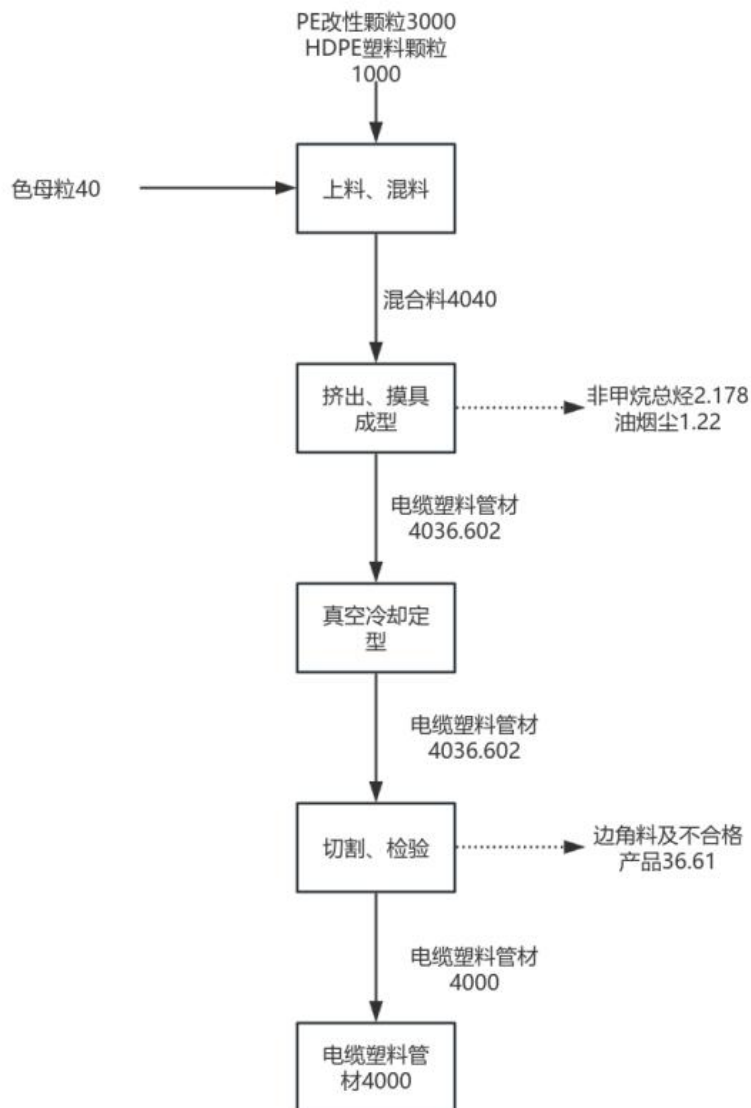 PE改性颗粒3000
HDPE塑料颗粒
1000
色母粒40
上料、混料
混合料4040
挤出、摸具
成型
非甲烷总烃2.178
油烟尘1.22
电缆塑料管材
4036.602
真空冷却定
型
电缆塑料管材
4036.602
切割、检验
边角料及不合格
产品36.61
电缆塑料管材
4000
电缆塑料管
材4000